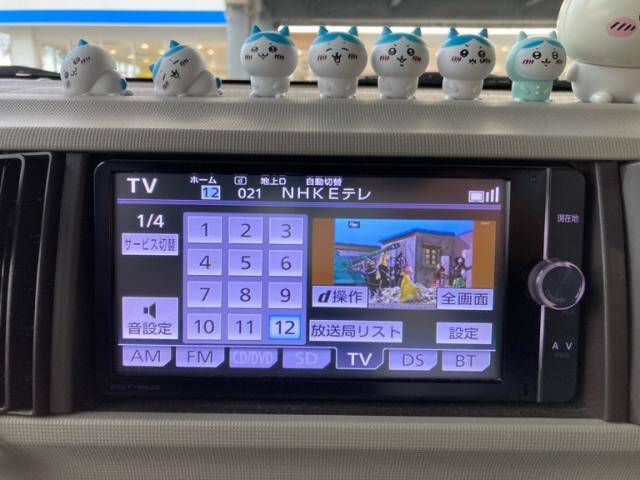 TV ホーム 12 d 地上D 021 自動切替 NHKEテレ
現在地
1/4
サービス切替
1 2 3
4 5 6
7 8 9
10 11 12
d操作 全画面
音設定
放送局リスト 設定
A V
AM FM CD/DVD SD TV DS BT